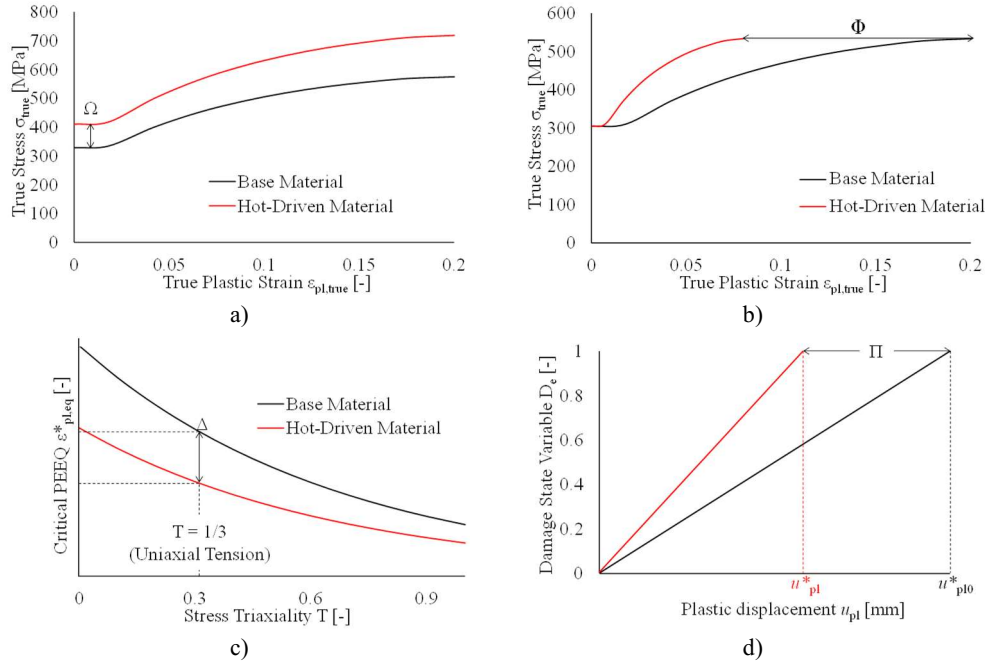 800
700
600
500
400
300
200
100
0
True Stress σtrue [MPa]
Ω
Base Material
Hot-Driven Material
0 0.05 0.1 0.15 0.2
True Plastic Strain εpl,true [-]
a)
600
500
400
300
200
100
0
True Stress σtrue [MPa]
Φ
Base Material
Hot-Driven Material
0 0.05 0.1 0.15 0.2
True Plastic Strain εpl,true [-]
b)
Critical PEEQ ε*pl,eq [-]
Base Material
Hot-Driven Material
Δ
T = 1/3
(Uniaxial Tension)
0 0.3 0.6 0.9
Stress Triaxiality T [-]
c)
1
0.8
0.6
0.4
0.2
0
Damage State Variable De [-]
Π
u*pl u*pl0
Plastic displacement upl [mm]
d)